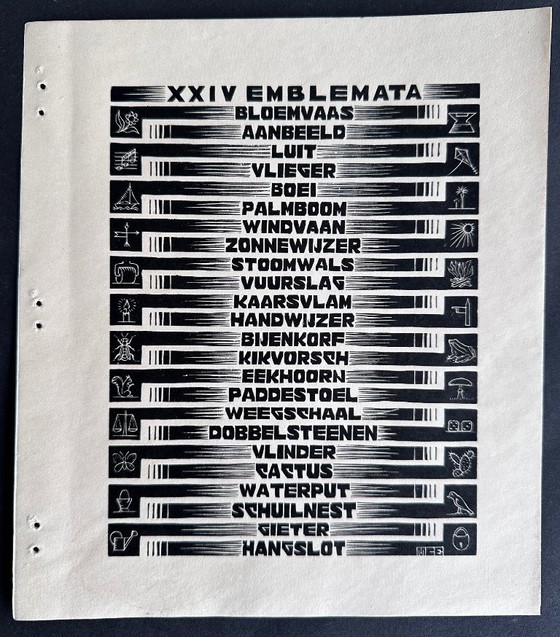 XXIV EMBLEMATA
BLOEMVAAS
AANBEELD
LUIT
VLIEGER
BOEI
PALMBOOM
WINDVAAN
ZONNEWIJZER
STOOMWALS
VUURSLAG
KAARSVLAM
HANDWIJZER
BIJENKORF
KIKVORSCH
EEKHOORN
PADDESTOEL
WEEGSCHAAL
DOBBELSTEENEN
VLINDER
CACTUS
WATERPUT
SCHUILNEST
GIETER
HANGSLOT